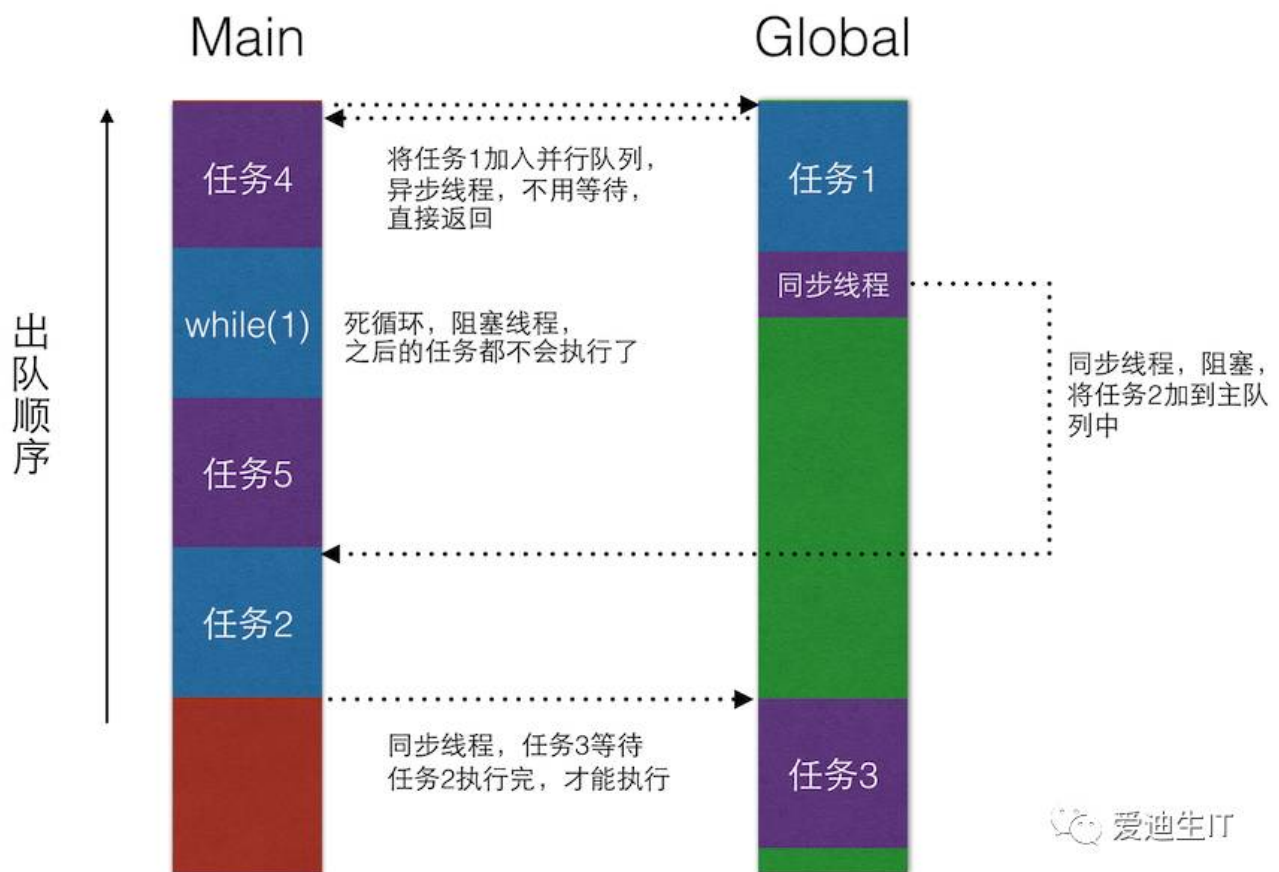 Main
Global
任务4
将任务1加入并行队列，
异步线程，不用等待，
直接返回
任务1
同步线程
while(1)
死循环，阻塞线程，
之后的任务都不会执行了
出队顺序
同步线程，阻塞，
将任务2加到主队
列中
任务5
任务2
同步线程，任务3等待
任务2执行完，才能执行
任务3
爱迪生IT